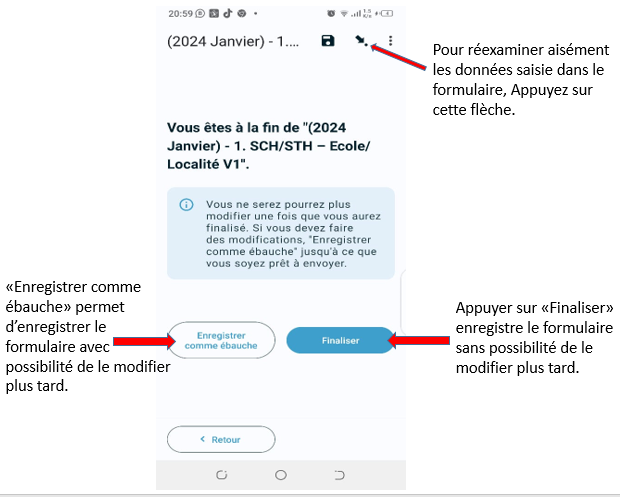 20:59
(2024 Janvier) - 1....
Pour réexaminer aisément
les données saisie dans le
formulaire, Appuyez sur
cette flèche.
Vous êtes à la fin de "(2024
Janvier) - 1. SCH/STH – Ecole/
Localité V1".
Vous ne serez pourrez plus
modifier une fois que vous aurez
finalisé. Si vous devez faire
des modifications, "Enregistrer
comme ébauche" jusqu'à ce que
vous soyez prêt à envoyer.
«Enregistrer comme
ébauche» permet
d’enregistrer le
formulaire avec
possibilité de le modifier
plus tard.
Enregistrer
comme ébauche
Finaliser
Appuyer sur «Finaliser»
enregistre le formulaire
sans possibilité de le
modifier plus tard.
Retour